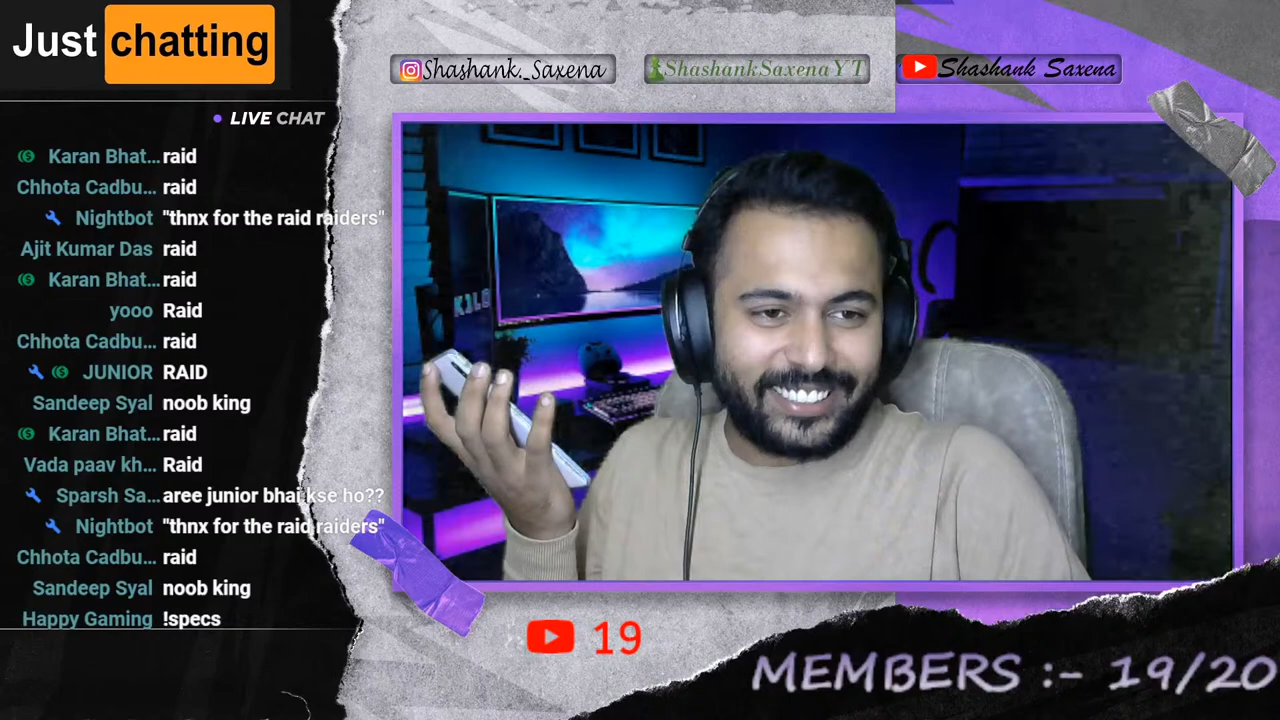 Just chatting
Shashank._Saxena
ShashankSaxenaYT
Shashank Saxena
LIVE CHAT
Karan Bhat... raid
Chhota Cadbu... raid
Nightbot "thnx for the raid raiders"
Ajit Kumar Das raid
Karan Bhat... raid
yooo Raid
Chhota Cadbu... raid
JUNIOR RAID
Sandeep Syal noob king
Karan Bhat... raid
Vada paav kh... Raid
Sparsh Sa... aree junior bhai kse ho??
Nightbot "thnx for the raid raiders"
Chhota Cadbu... raid
Sandeep Syal noob king
Happy Gaming !specs
KILO
19
MEMBERS :- 19/20